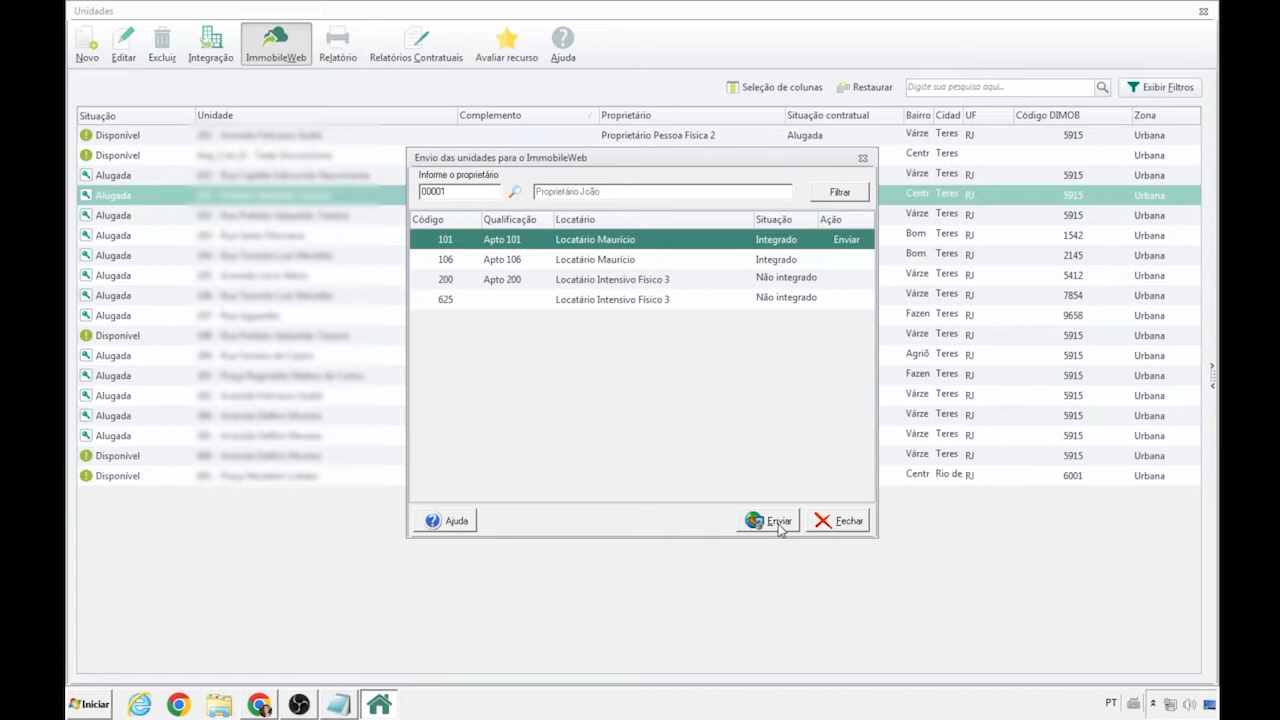 Unidades
Novo Editar Excluir Integração ImmobileWeb Relatório Relatórios Contratuais Avaliar recurso Ajuda
Seleção de colunas Restaurar Digite sua pesquisa aqui... Exibir Filtros
Situação Unidade Complemento Proprietário Situação contratual Bairro Cidad UF Código DIMOB Zona
Disponível Proprietário Pessoa Física 2 Alugada Várze Teres RJ 5915 Urbana
Disponível Centr Teres Urbana
Alugada Várze Teres RJ 5915 Urbana
Alugada Centr Teres RJ 5915 Urbana
Alugada Várze Teres RJ 5915 Urbana
Alugada Bom Teres RJ 1542 Urbana
Alugada Bom Teres RJ 2145 Urbana
Alugada Várze Teres RJ 5412 Urbana
Alugada Várze Teres RJ 7854 Urbana
Alugada Fazen Teres RJ 9658 Urbana
Disponível Várze Teres RJ 5915 Urbana
Alugada Agriõ Teres RJ 5915 Urbana
Alugada Fazen Teres RJ 5915 Urbana
Alugada Várze Teres RJ 5915 Urbana
Alugada Várze Teres RJ 5915 Urbana
Alugada Várze Teres RJ 5915 Urbana
Disponível Várze Teres RJ 5915 Urbana
Disponível Centr Rio de RJ 6001 Urbana
Envio das unidades para o ImmobileWeb
Informe o proprietário
00001 Proprietário João Filtrar
Código Qualificação Locatário Situação Ação
101 Apto 101 Locatário Maurício Integrado Enviar
106 Apto 106 Locatário Maurício Integrado
200 Apto 200 Locatário Intensivo Físico 3 Não integrado
625 Locatário Intensivo Físico 3 Não integrado
Ajuda Enviar Fechar
Iniciar PT